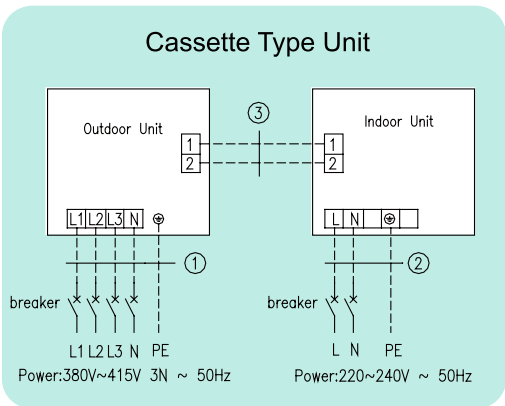 Cassette Type Unit
Outdoor Unit
Indoor Unit
3
1
2
1
2
L1 L2 L3 N
L N
1
2
breaker
breaker
L1 L2 L3 N PE
L N PE
Power:380V~415V 3N ~ 50Hz
Power:220~240V ~ 50Hz